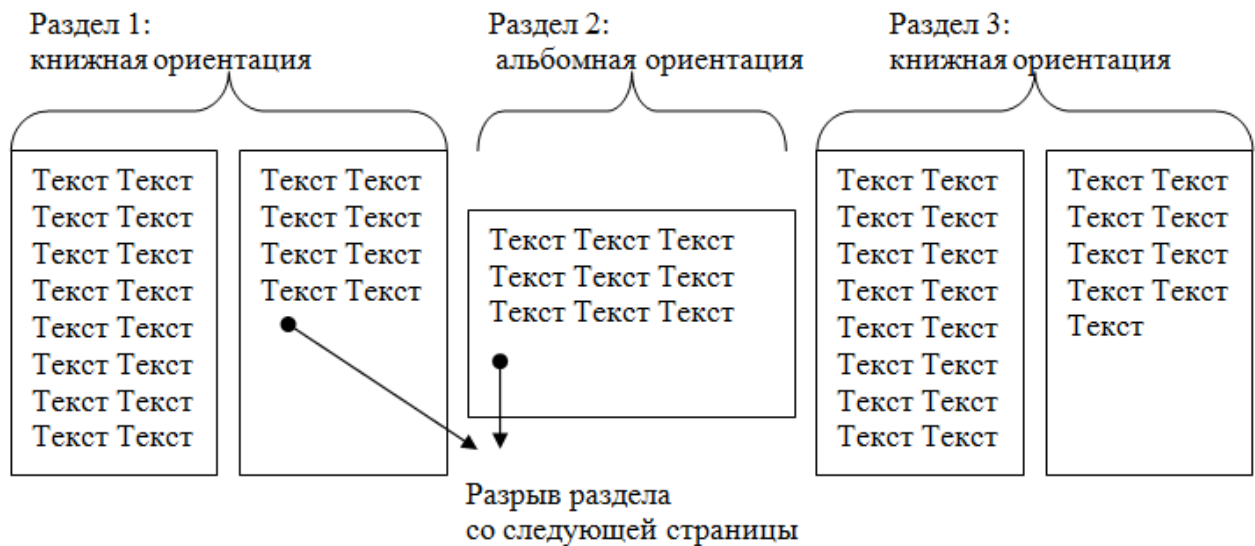 Раздел 1:
книжная ориентация
Раздел 2:
альбомная ориентация
Раздел 3:
книжная ориентация
Текст Текст
Текст Текст
Текст Текст
Текст Текст
Текст Текст
Текст Текст
Текст Текст
Текст Текст
Текст Текст
Текст Текст
Текст Текст
Текст Текст
Текст Текст Текст
Текст Текст Текст
Текст Текст Текст
Текст Текст
Текст Текст
Текст Текст
Текст Текст
Текст Текст
Текст Текст
Текст Текст
Текст Текст
Текст Текст
Текст Текст
Текст Текст
Текст Текст
Текст
Разрыв раздела
со следующей страницы